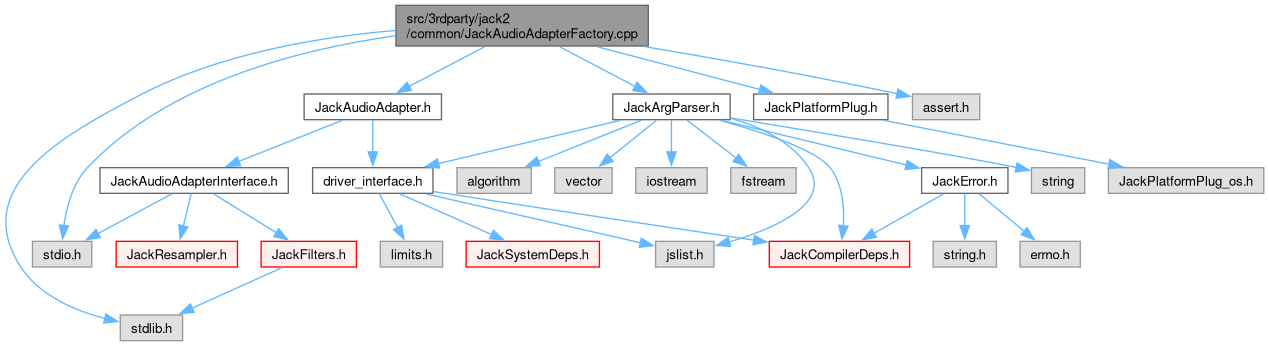 src/3rdparty/jack2
/common/JackAudioAdapterFactory.cpp
JackAudioAdapter.h
JackArgParser.h
JackPlatformPlug.h
assert.h
JackAudioAdapterInterface.h
driver_interface.h
algorithm
vector
iostream
fstream
JackError.h
string
JackPlatformPlug_os.h
stdio.h
JackResampler.h
JackFilters.h
limits.h
JackSystemDeps.h
jslist.h
JackCompilerDeps.h
string.h
errno.h
stdlib.h